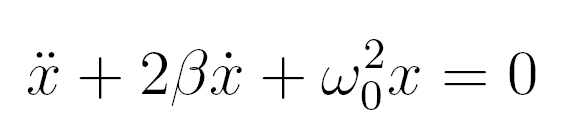 ẍ + 2βẋ + ω₀²x = 0